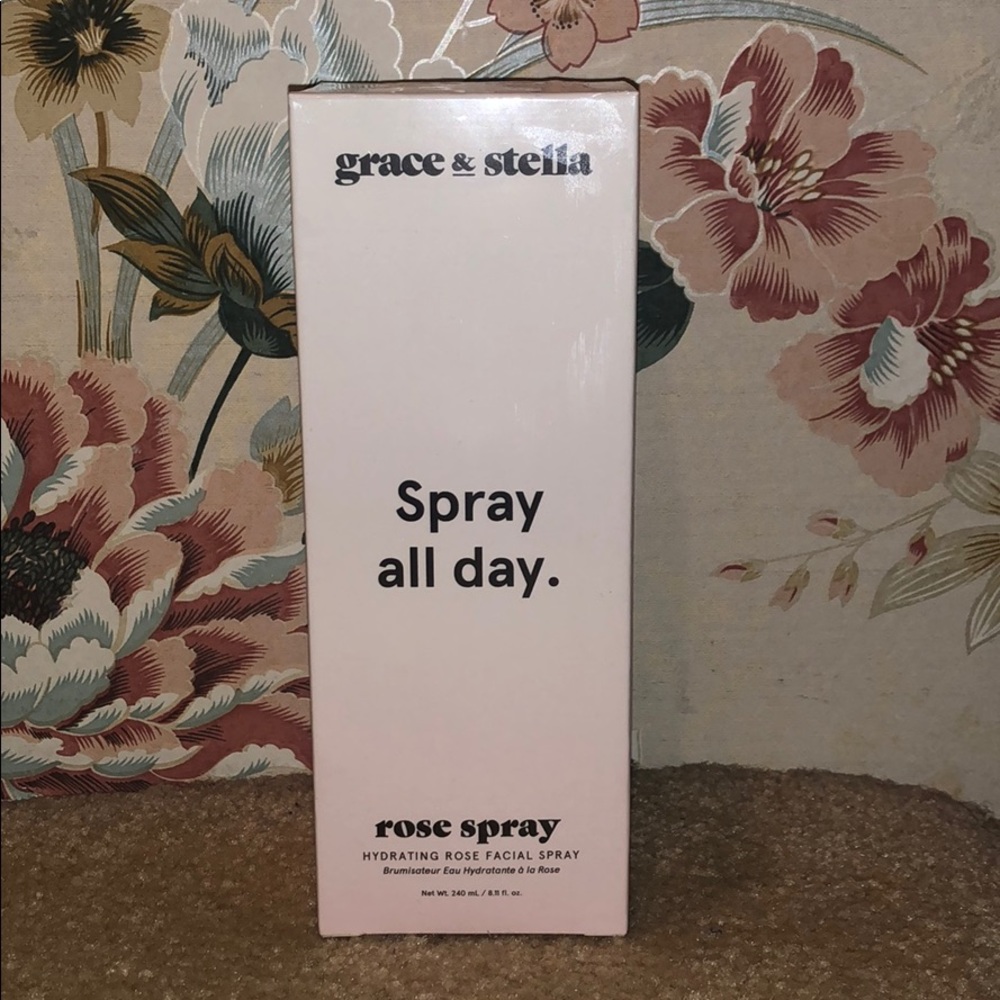 grace & stella
Spray
all day.
rose spray
HYDRATING ROSE FACIAL SPRAY
Brumisateur Eau Hydratante à la Rose
Net Wt. 240 mL / 8.11 fl. oz.